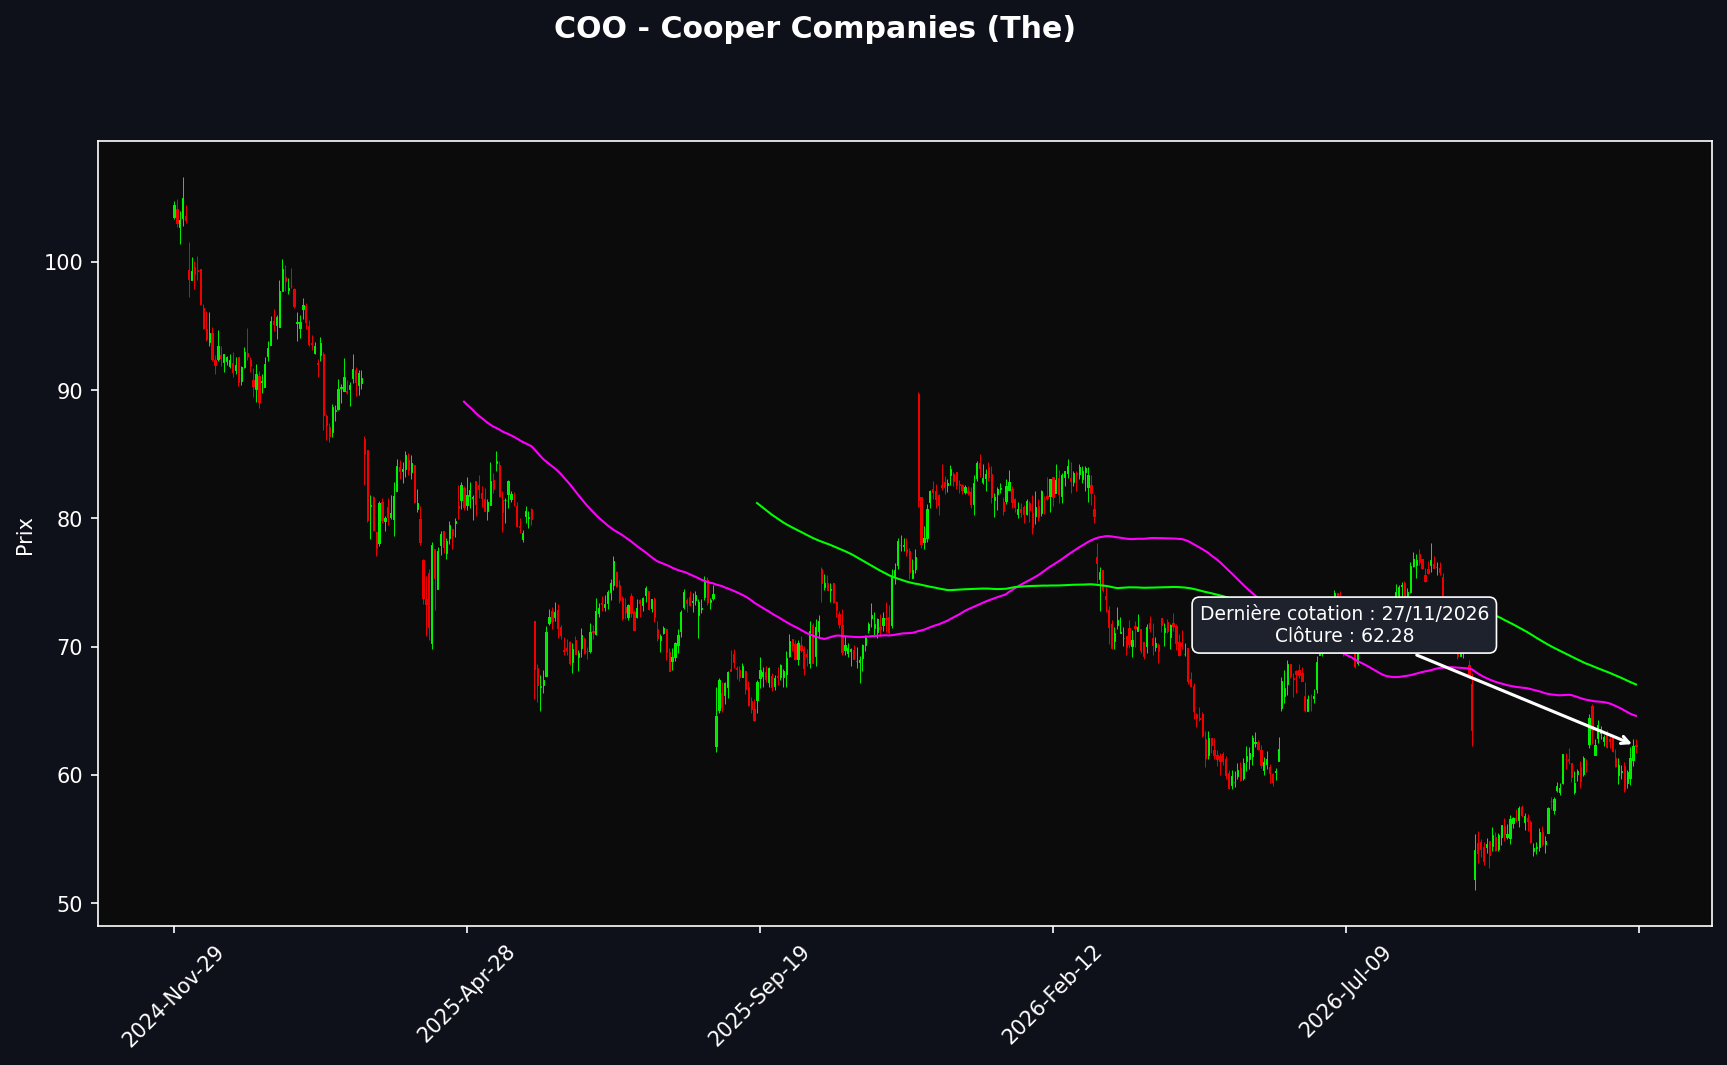 COO - Cooper Companies (The)
Prix
100
90
80
70
60
50
Dernière cotation : 27/11/2026
Clôture : 62.28
2024-Nov-29
2025-Apr-28
2025-Sep-19
2026-Feb-12
2026-Jul-09